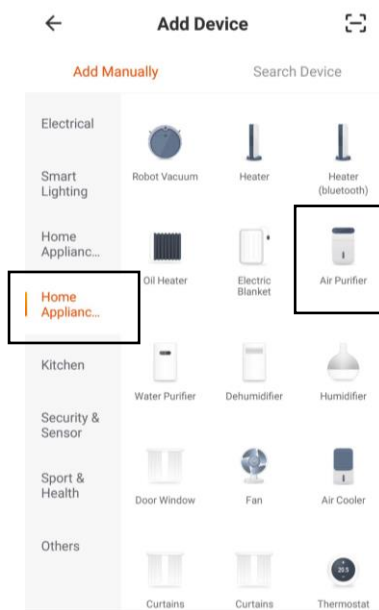 Add Device
Add Manually
Search Device
Electrical
Smart
Lighting
Home
Applianc...
Home
Applianc...
Kitchen
Security &
Sensor
Sport &
Health
Others
Robot Vacuum
Heater
Heater
(bluetooth)
Oil Heater
Electric
Blanket
Air Purifier
Water Purifier
Dehumidifier
Humidifier
Door Window
Fan
Air Cooler
Curtains
Curtains
20.5
Thermostat